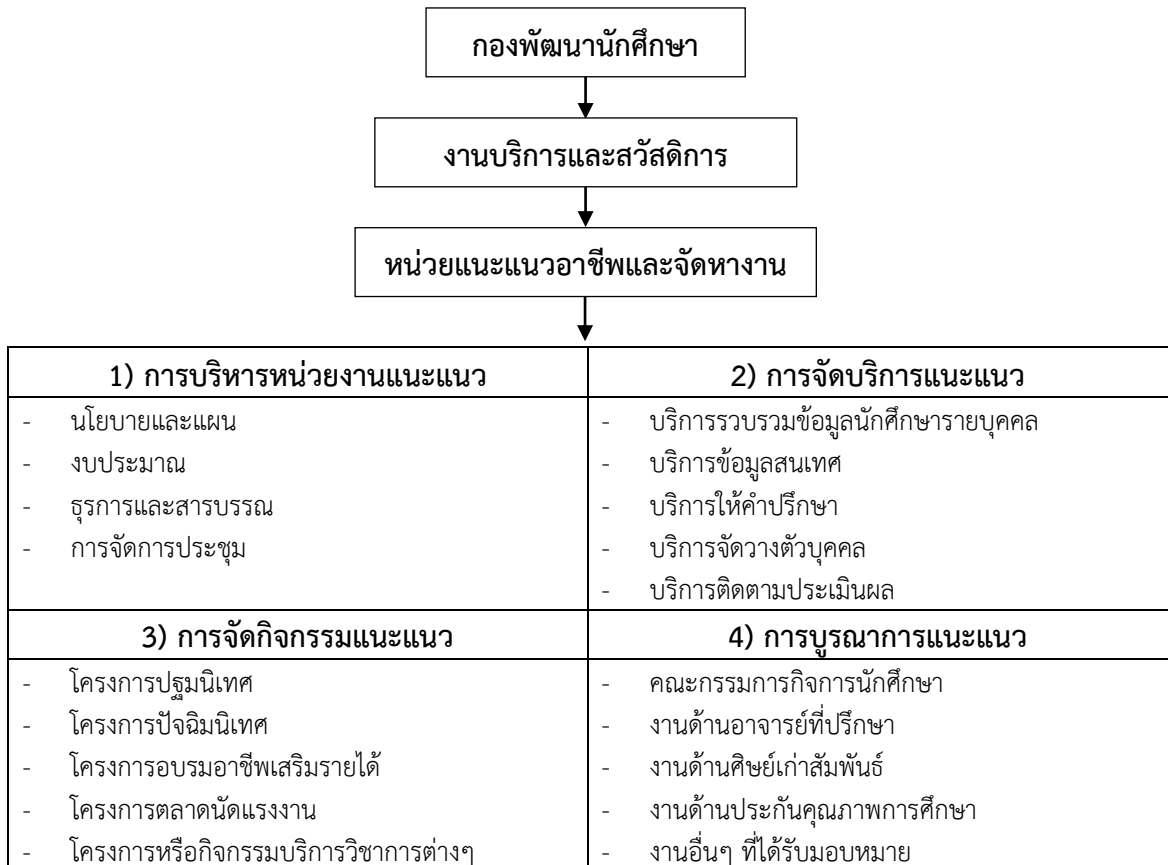 กองพัฒนานักศึกษา
งานบริการและสวัสดิการ
หน่วยแนะแนวอาชีพและจัดหางาน
1) การบริหารหน่วยงานแนะแนว
- นโยบายและแผน
- งบประมาณ
- ธุรการและสารบรรณ
- การจัดการประชุม
2) การจัดบริการแนะแนว
- บริการรวบรวมข้อมูลนักศึกษารายบุคคล
- บริการข้อมูลสนเทศ
- บริการให้คำปรึกษา
- บริการจัดวางตัวบุคคล
- บริการติดตามประเมินผล
3) การจัดกิจกรรมแนะแนว
- โครงการปฐมนิเทศ
- โครงการปัจฉิมนิเทศ
- โครงการอบรมอาชีพเสริมรายได้
- โครงการตลาดนัดแรงงาน
- โครงการหรือกิจกรรมบริการวิชาการต่างๆ
4) การบูรณาการแนะแนว
- คณะกรรมการกิจการนักศึกษา
- งานด้านอาจารย์ที่ปรึกษา
- งานด้านศิษย์เก่าสัมพันธ์
- งานด้านประกันคุณภาพการศึกษา
- งานอื่นๆ ที่ได้รับมอบหมาย